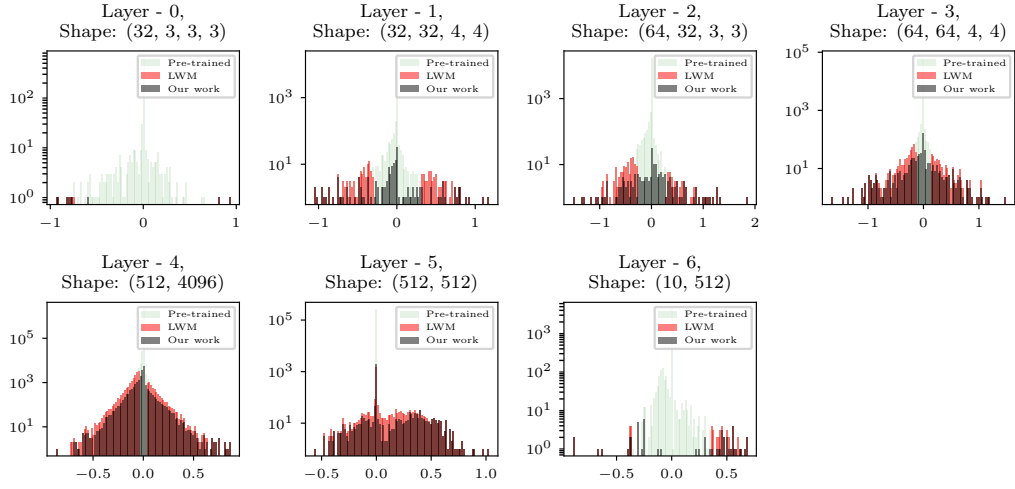 Layer - 0,
Shape: (32, 3, 3, 3)
Layer - 1,
Shape: (32, 32, 4, 4)
Layer - 2,
Shape: (64, 32, 3, 3)
Layer - 3,
Shape: (64, 64, 4, 4)
10^2
10^1
10^0
Pre-trained
LWM
Our work
−1
0
1
10^3
10^1
Pre-trained
LWM
Our work
−1
0
1
10^3
10^1
Pre-trained
LWM
Our work
−1
0
1
2
10^5
10^3
10^1
Pre-trained
LWM
Our work
−1
0
1
Layer - 4,
Shape: (512, 4096)
Layer - 5,
Shape: (512, 512)
Layer - 6,
Shape: (10, 512)
10^5
10^3
10^1
Pre-trained
LWM
Our work
−0.5
0.0
0.5
10^5
10^3
10^1
Pre-trained
LWM
Our work
−0.5
0.0
0.5
1.0
10^3
10^2
10^1
10^0
Pre-trained
LWM
Our work
−0.5
0.0
0.5